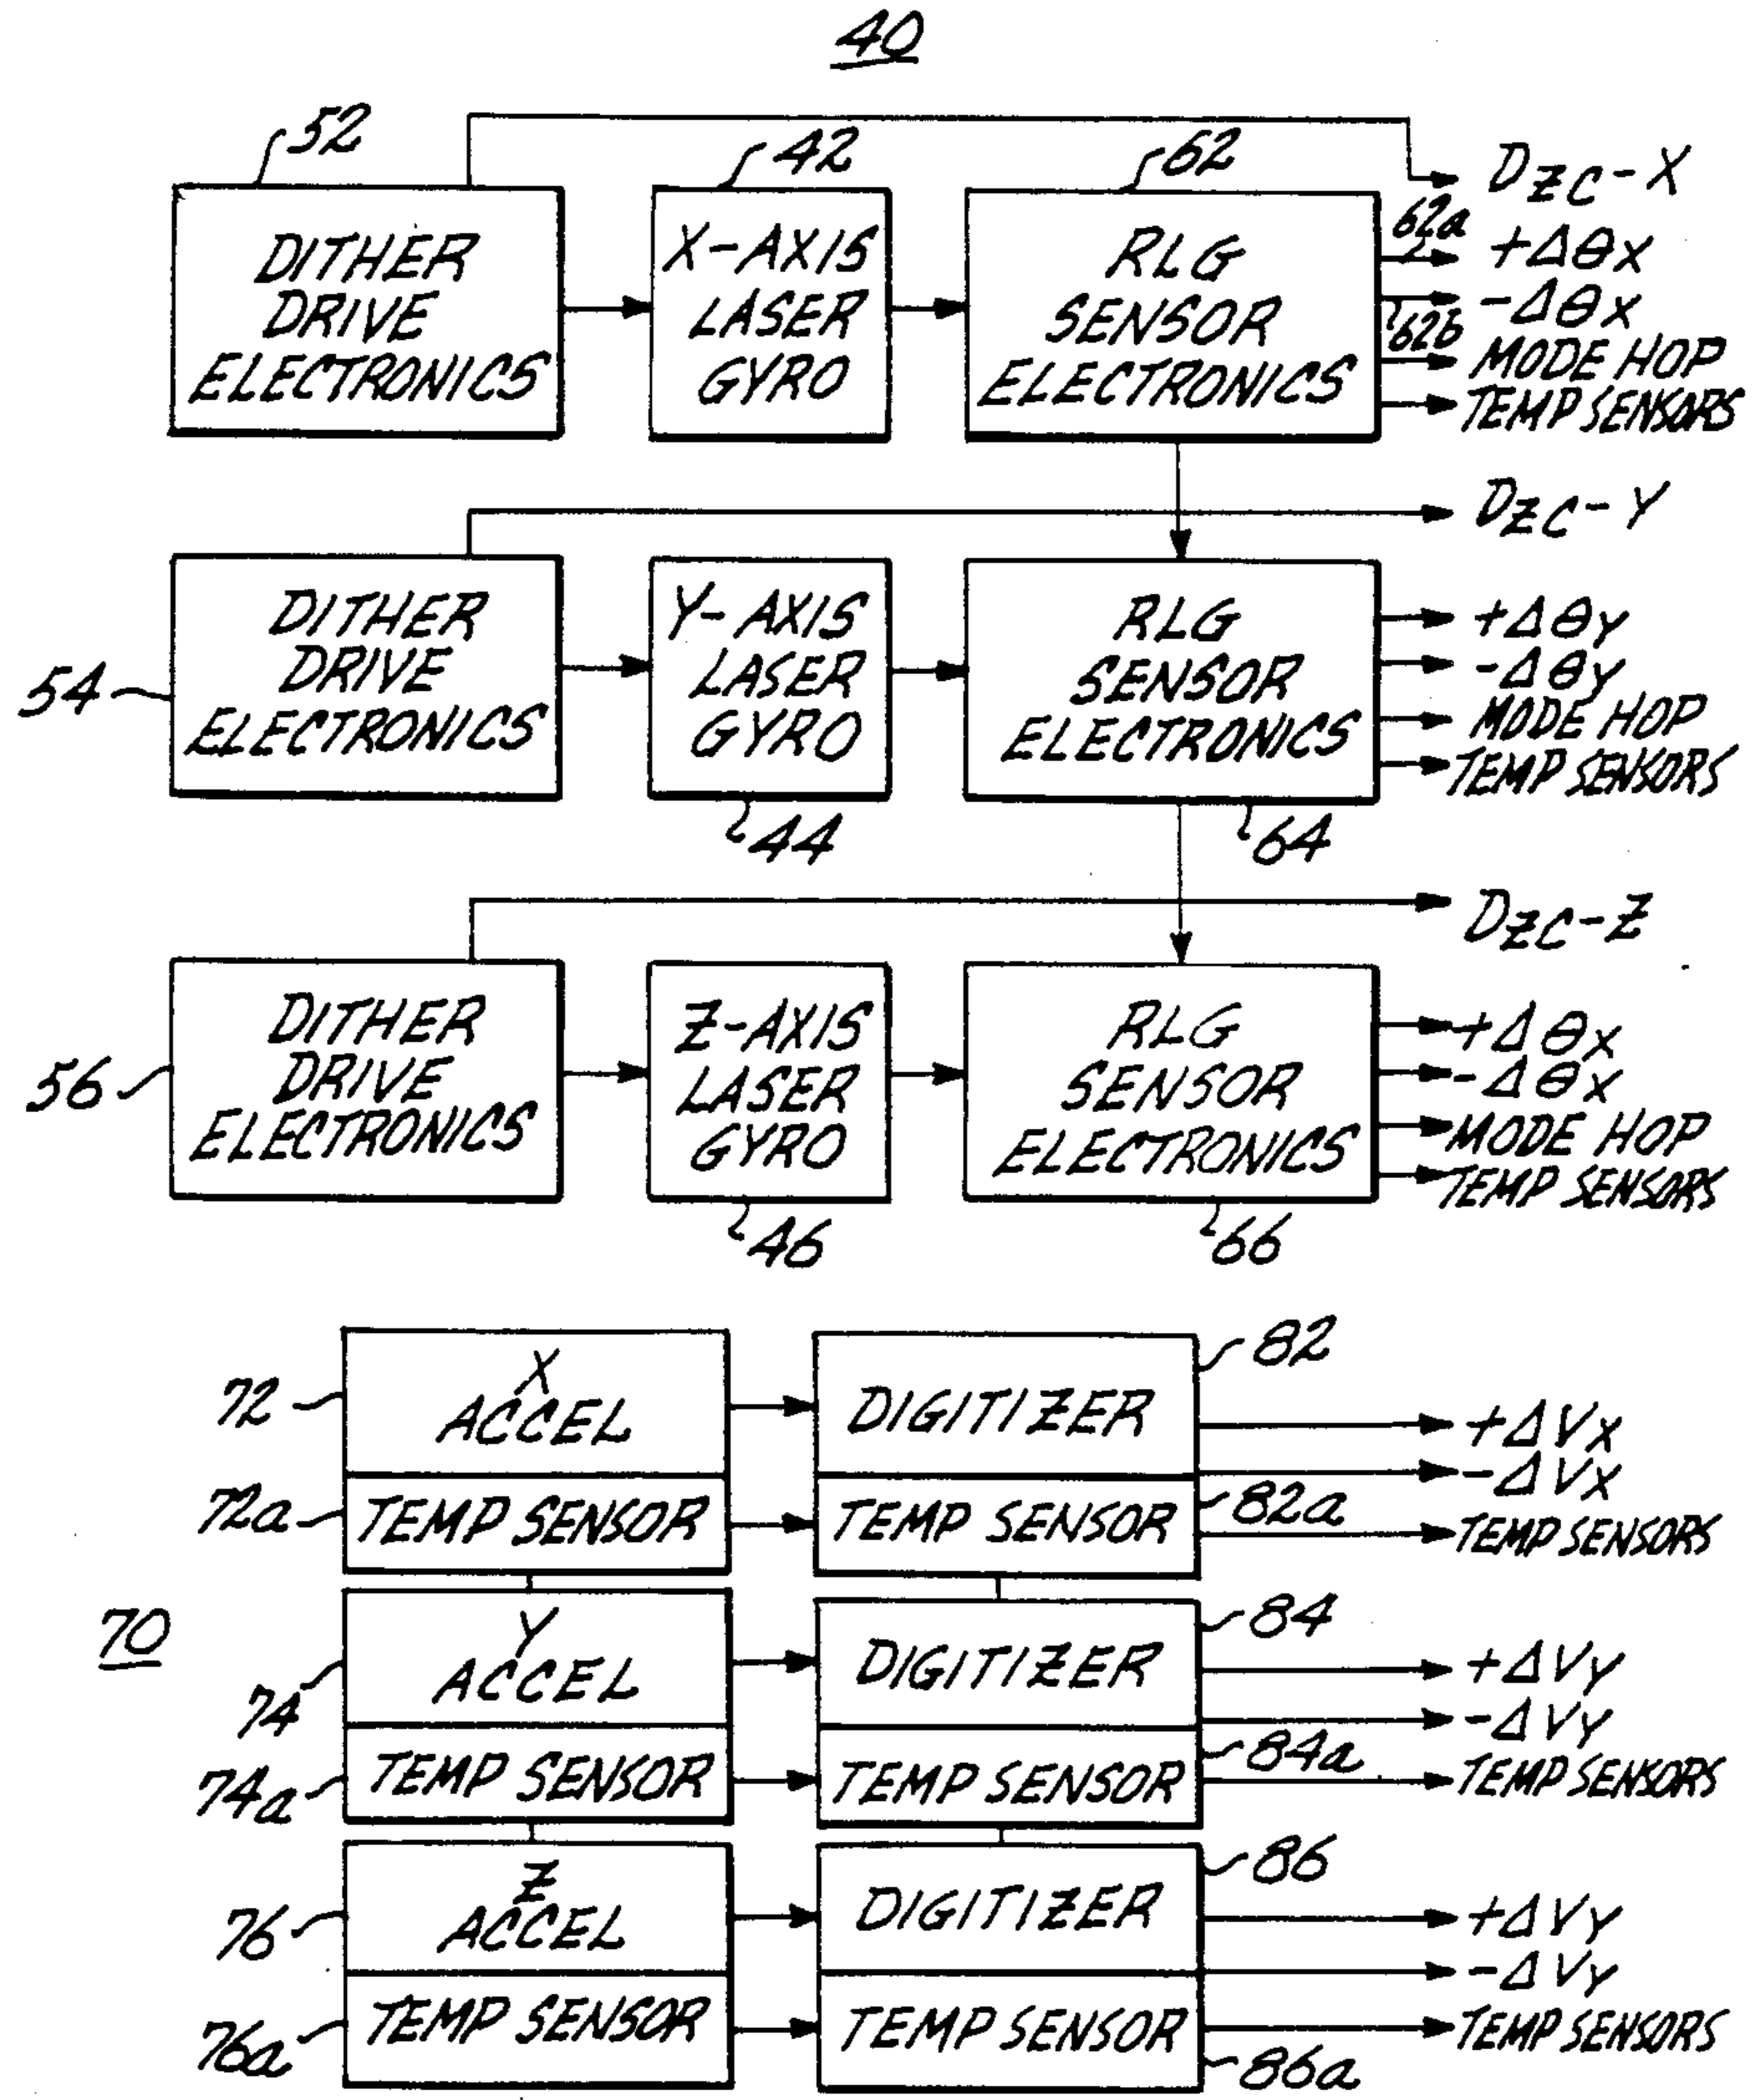 40
52
42
62
DZC-X
DITHER
DRIVE
ELECTRONICS
X-AXIS
LASER
GYRO
RLG
SENSOR
ELECTRONICS
62a
+ΔθX
-ΔθX
62b
MODE HOP
TEMP SENSORS
DZC-Y
54
DITHER
DRIVE
ELECTRONICS
Y-AXIS
LASER
GYRO
RLG
SENSOR
ELECTRONICS
+ΔθY
-ΔθY
MODE HOP
TEMP SENSORS
44
64
DZC-Z
56
DITHER
DRIVE
ELECTRONICS
Z-AXIS
LASER
GYRO
RLG
SENSOR
ELECTRONICS
+ΔθX
-ΔθX
MODE HOP
TEMP SENSORS
46
66
72
X
ACCEL
DIGITIZER
82
+ΔVX
-ΔVX
72a
TEMP SENSOR
TEMP SENSOR
82a
TEMP SENSORS
70
74
Y
ACCEL
DIGITIZER
84
+ΔVY
-ΔVY
74a
TEMP SENSOR
TEMP SENSOR
84a
TEMP SENSORS
76
Z
ACCEL
DIGITIZER
86
+ΔVY
-ΔVY
76a
TEMP SENSOR
TEMP SENSOR
86a
TEMP SENSORS